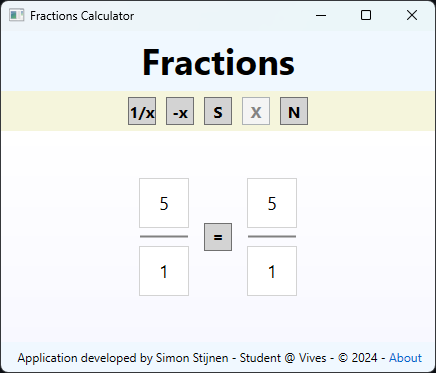 Fractions Calculator
Fractions
1/x -x S X N
5 5
=
1 1
Application developed by Simon Stijnen - Student @ Vives - © 2024 - About